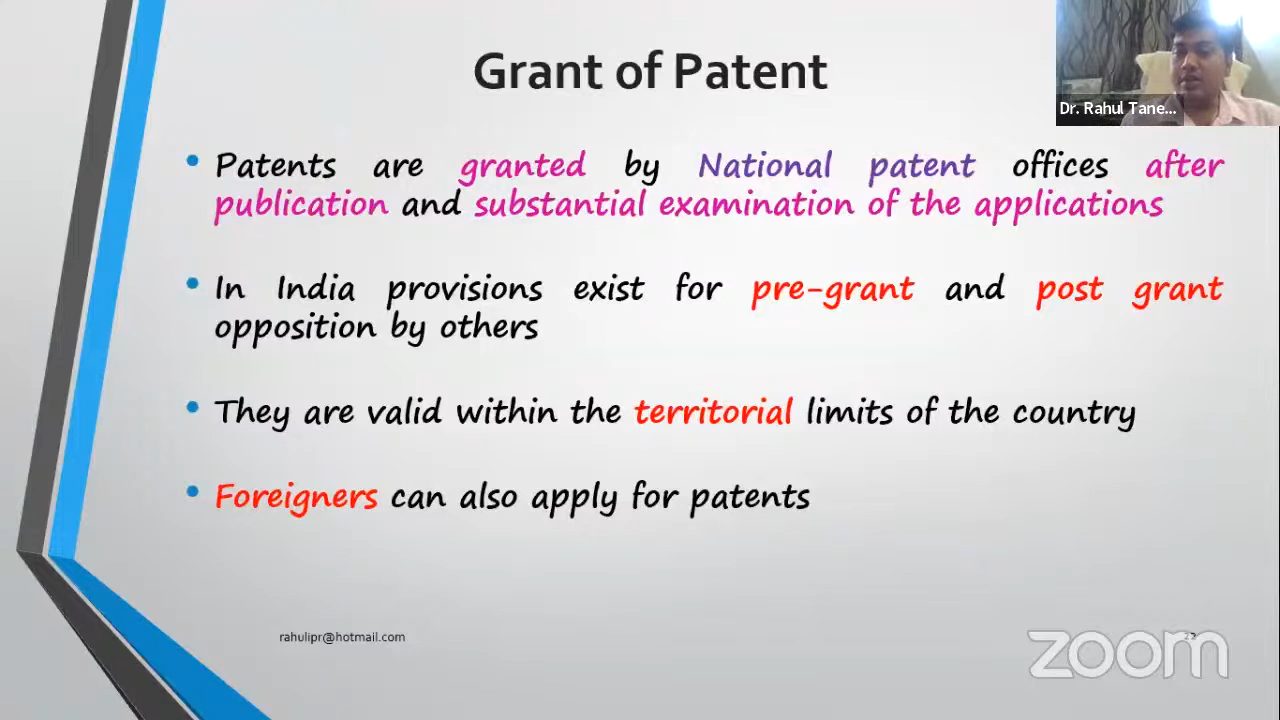 Grant of Patent
Dr. Rahul Tane...
• Patents are granted by National patent offices after
publication and substantial examination of the applications
• In India provisions exist for pre-grant and post grant
opposition by others
• They are valid within the territorial limits of the country
• Foreigners can also apply for patents
rahulipr@hotmail.com
zoom